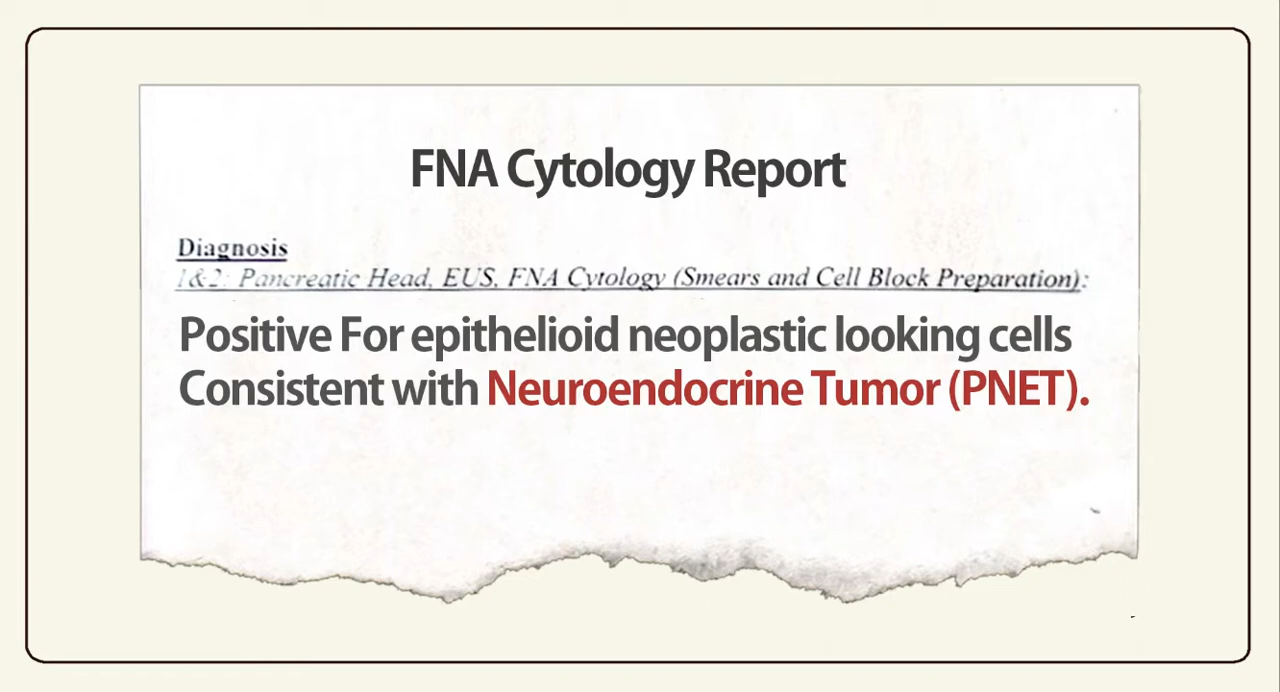 FNA Cytology Report
Diagnosis
1&2: Pancreatic Head, EUS, FNA Cytology (Smears and Cell Block Preparation):
Positive For epithelioid neoplastic looking cells
Consistent with Neuroendocrine Tumor (PNET).